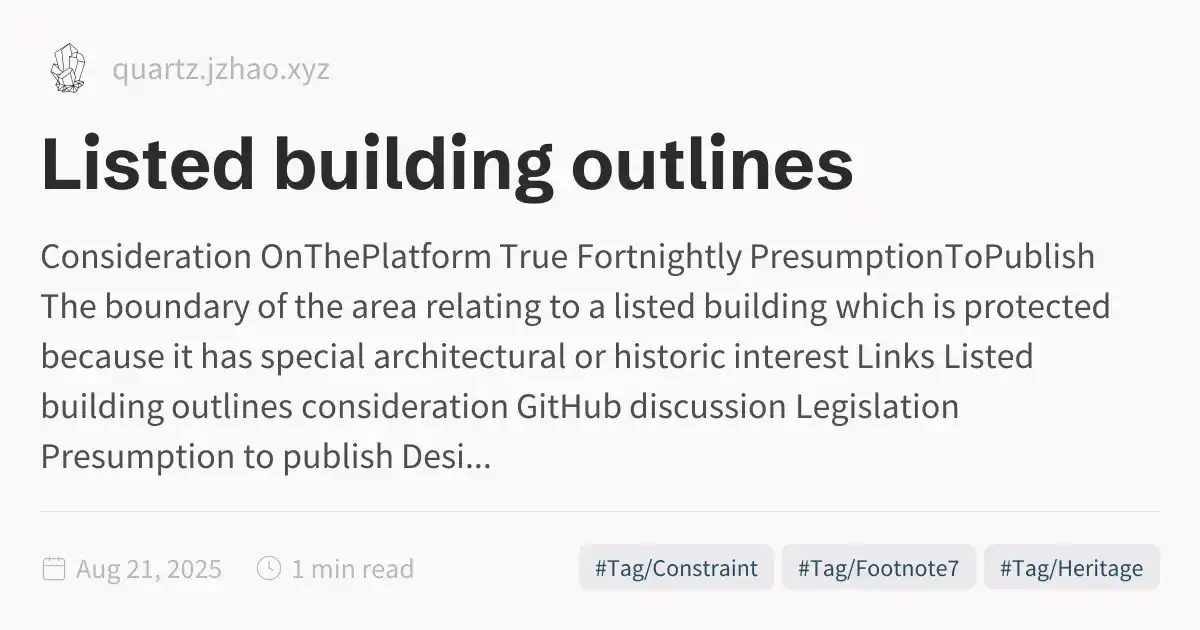 quartz.jzhao.xyz
Listed building outlines
Consideration OnThePlatform True Fortnightly PresumptionToPublish
The boundary of the area relating to a listed building which is protected
because it has special architectural or historic interest Links Listed
building outlines consideration GitHub discussion Legislation
Presumption to publish Desi...
Aug 21, 2025 1 min read #Tag/Constraint #Tag/Footnote7 #Tag/Heritage